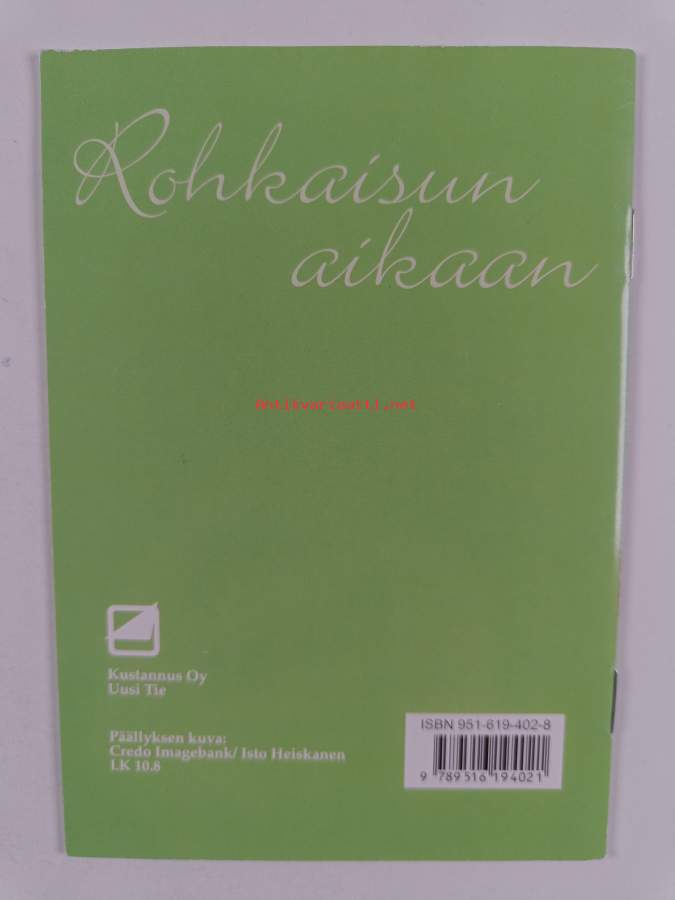 Rohkaisun
aikaan
Antikvariaatti.net
Kustannus Oy
Uusi Tie
Päällyksen kuva:
Credo Imagebank/ Isto Heiskanen
LK 10.8
ISBN 951-619-402-8
9 789516 194021